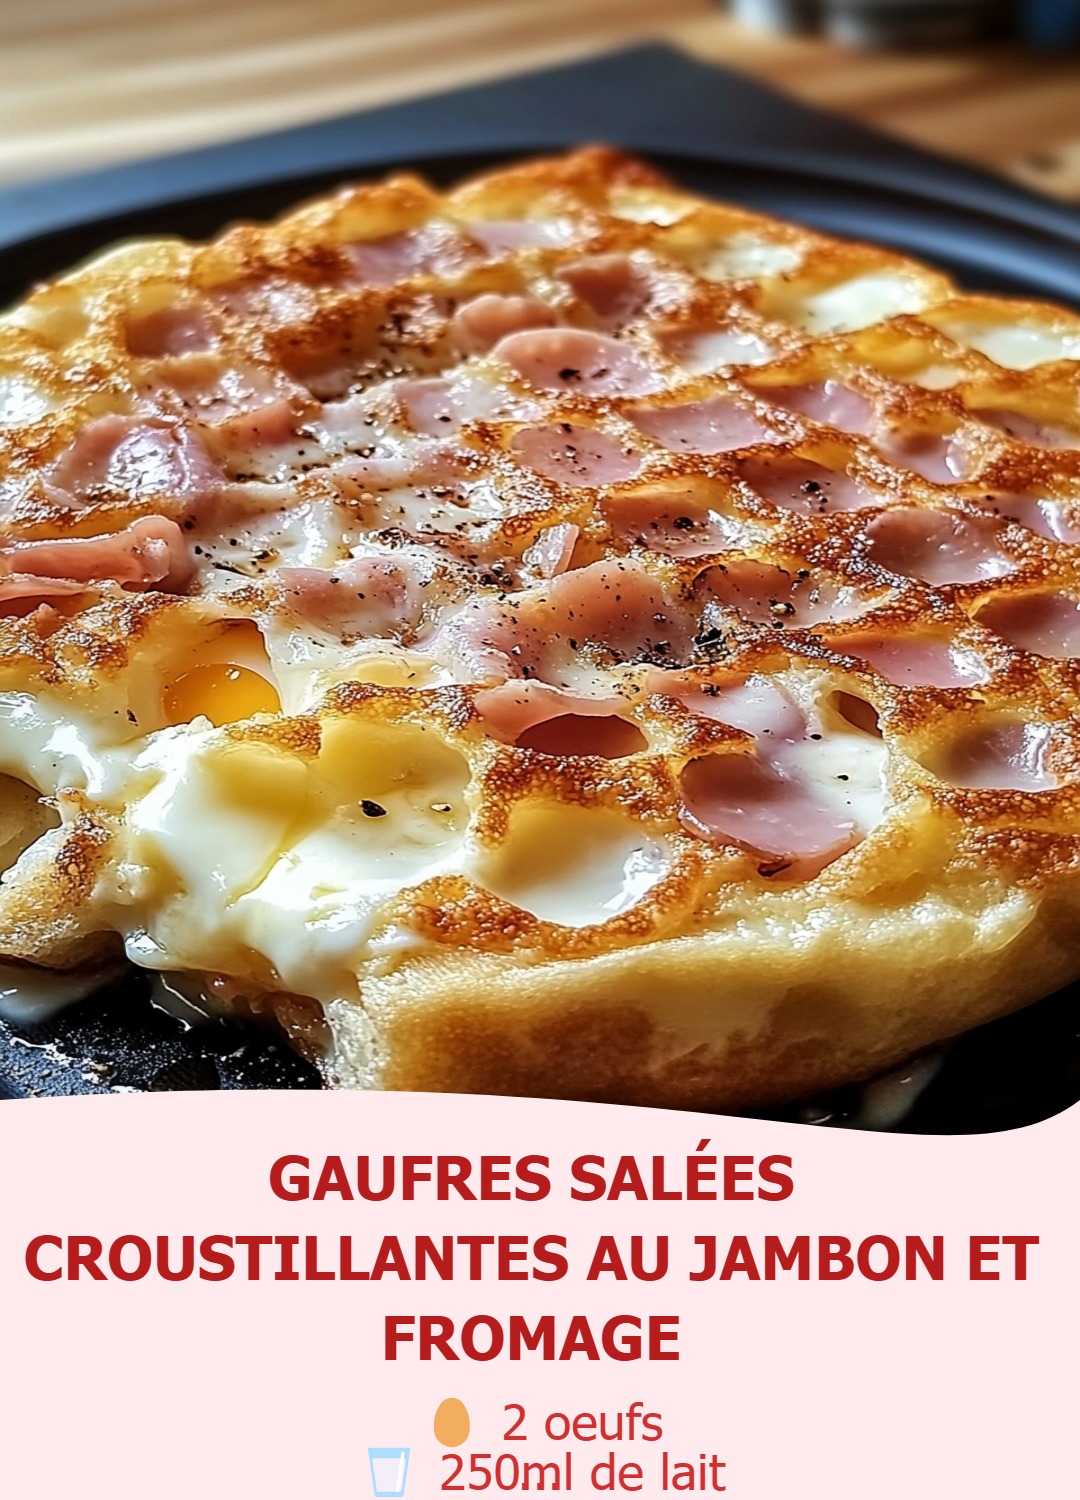 GAUFRES SALÉES
CROUSTILLANTES AU JAMBON ET
FROMAGE
2 oeufs
250ml de lait
...